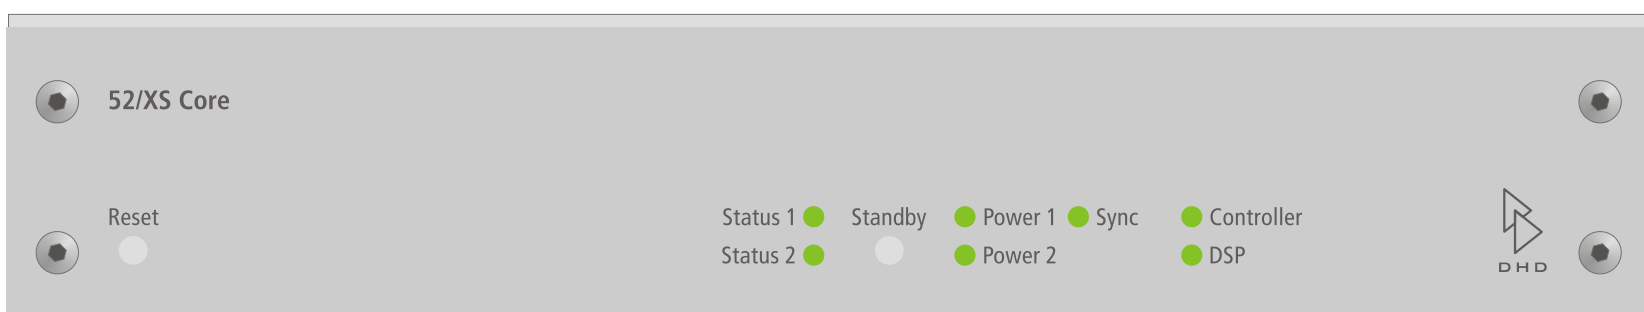 52/XS Core
Reset
Status 1 Standby Power 1 Sync Controller
Status 2 Power 2 DSP
DHD